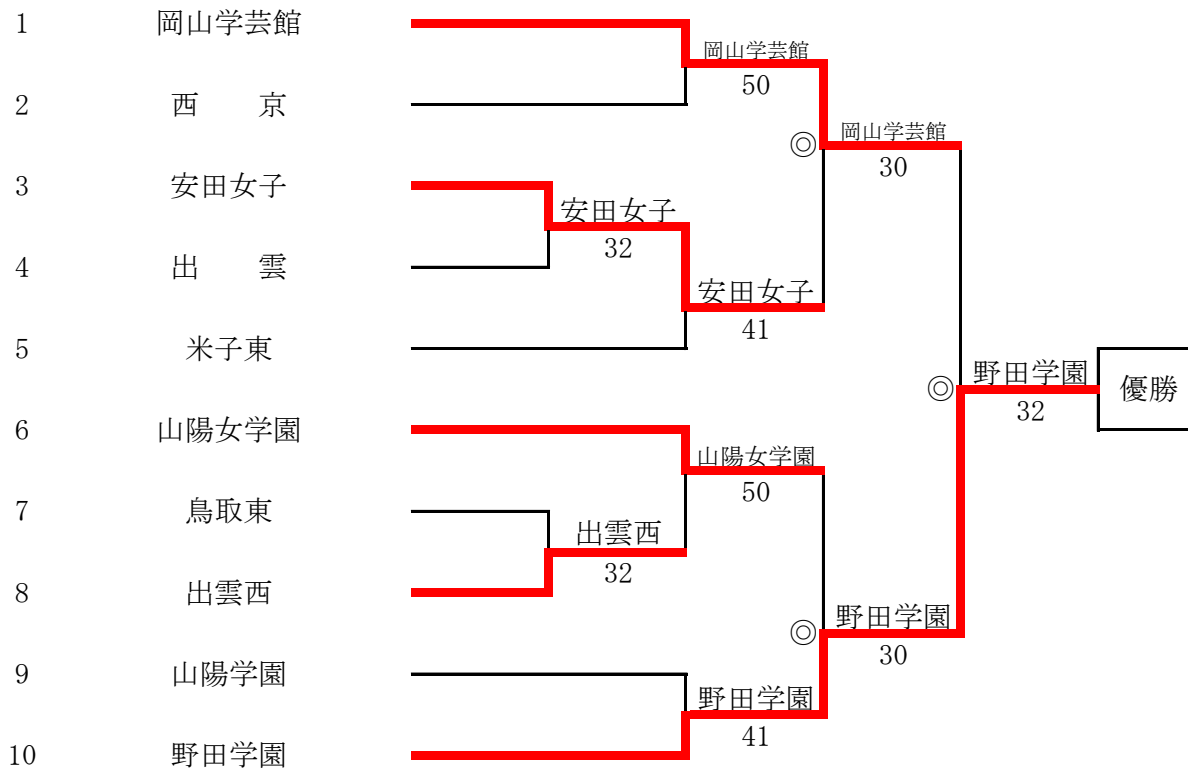 1 岡山学芸館
岡山学芸館
50
2 西 京
◎ 岡山学芸館
30
3 安田女子
安田女子
32
4 出 雲
安田女子
41
5 米子東
◎ 野田学園 優勝
32
6 山陽女学園
山陽女学園
50
7 鳥取東
出雲西
32
8 出雲西
◎ 野田学園
30
9 山陽学園
野田学園
41
10 野田学園